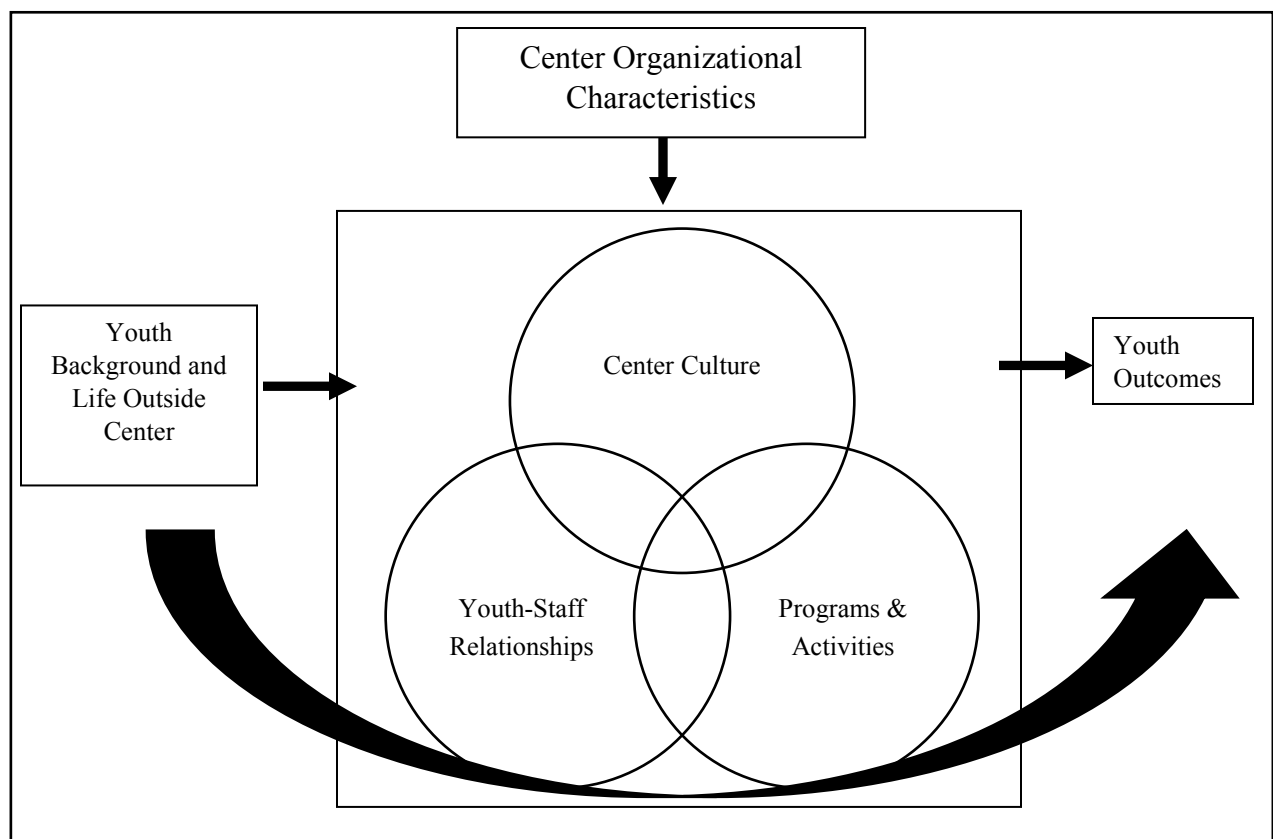 Center Organizational
Characteristics
Youth
Background and
Life Outside
Center
Center Culture
Youth
Outcomes
Youth-Staff
Relationships
Programs &
Activities